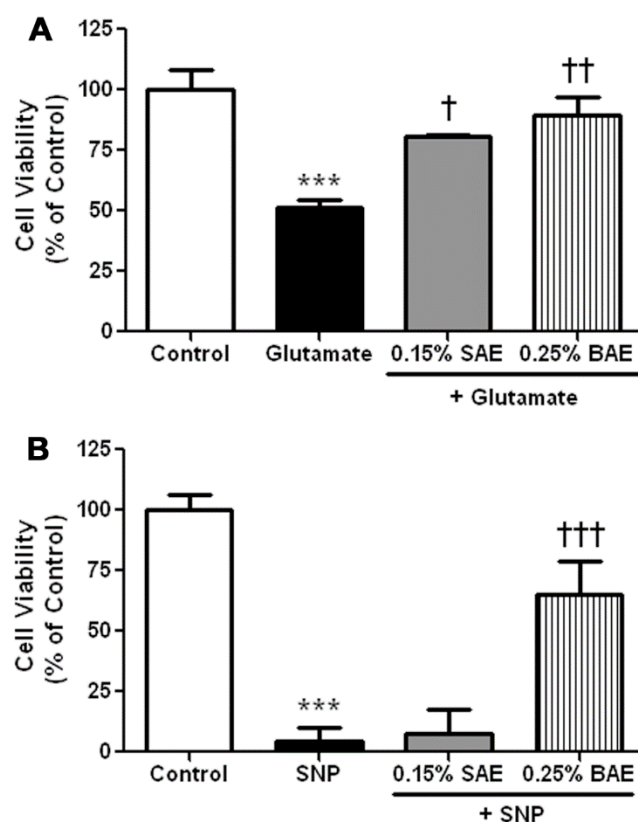 A
Cell Viability
(% of Control)
125
100
75
50
25
0
***
†
††
Control
Glutamate
0.15% SAE
0.25% BAE
+ Glutamate
B
Cell Viability
(% of Control)
125
100
75
50
25
0
***
†††
Control
SNP
0.15% SAE
0.25% BAE
+ SNP